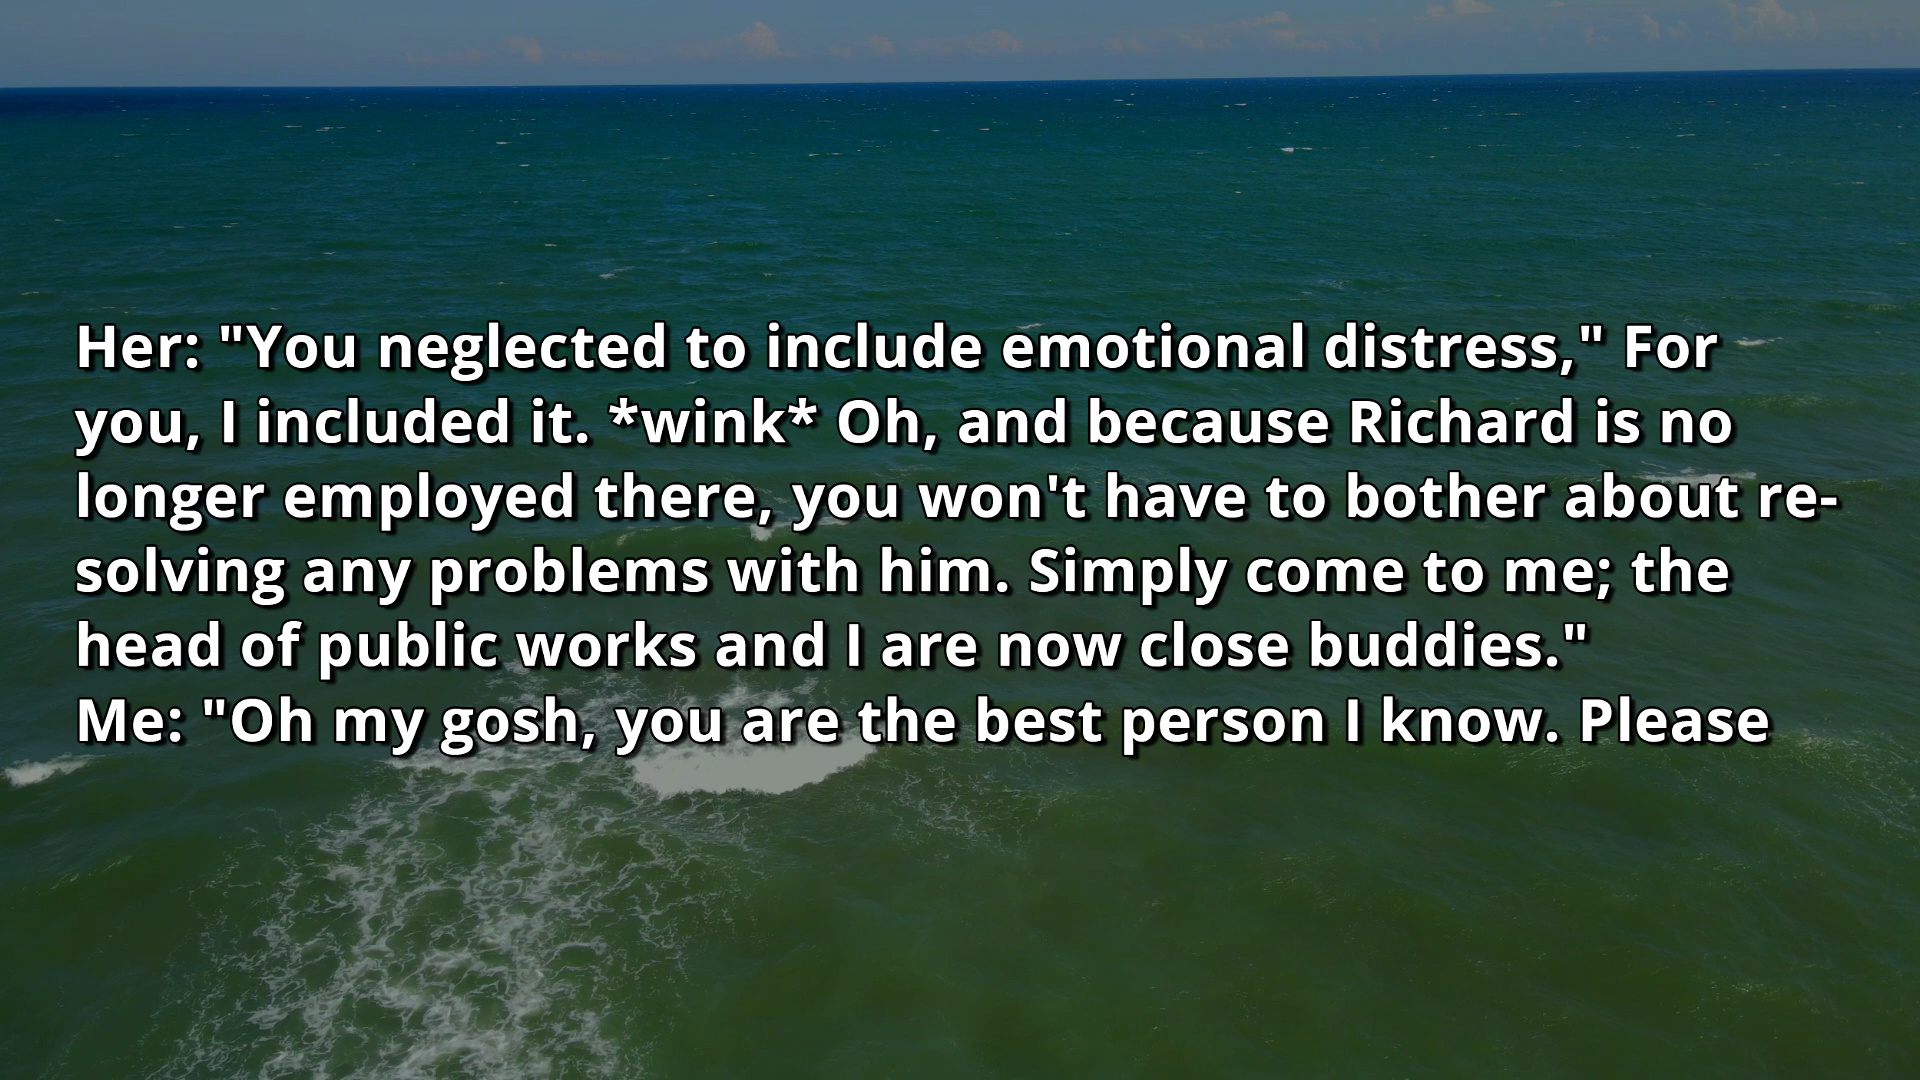 Her: "You neglected to include emotional distress," For
you, I included it. *wink* Oh, and because Richard is no
longer employed there, you won't have to bother about re-
solving any problems with him. Simply come to me; the
head of public works and I are now close buddies."
Me: "Oh my gosh, you are the best person I know. Please